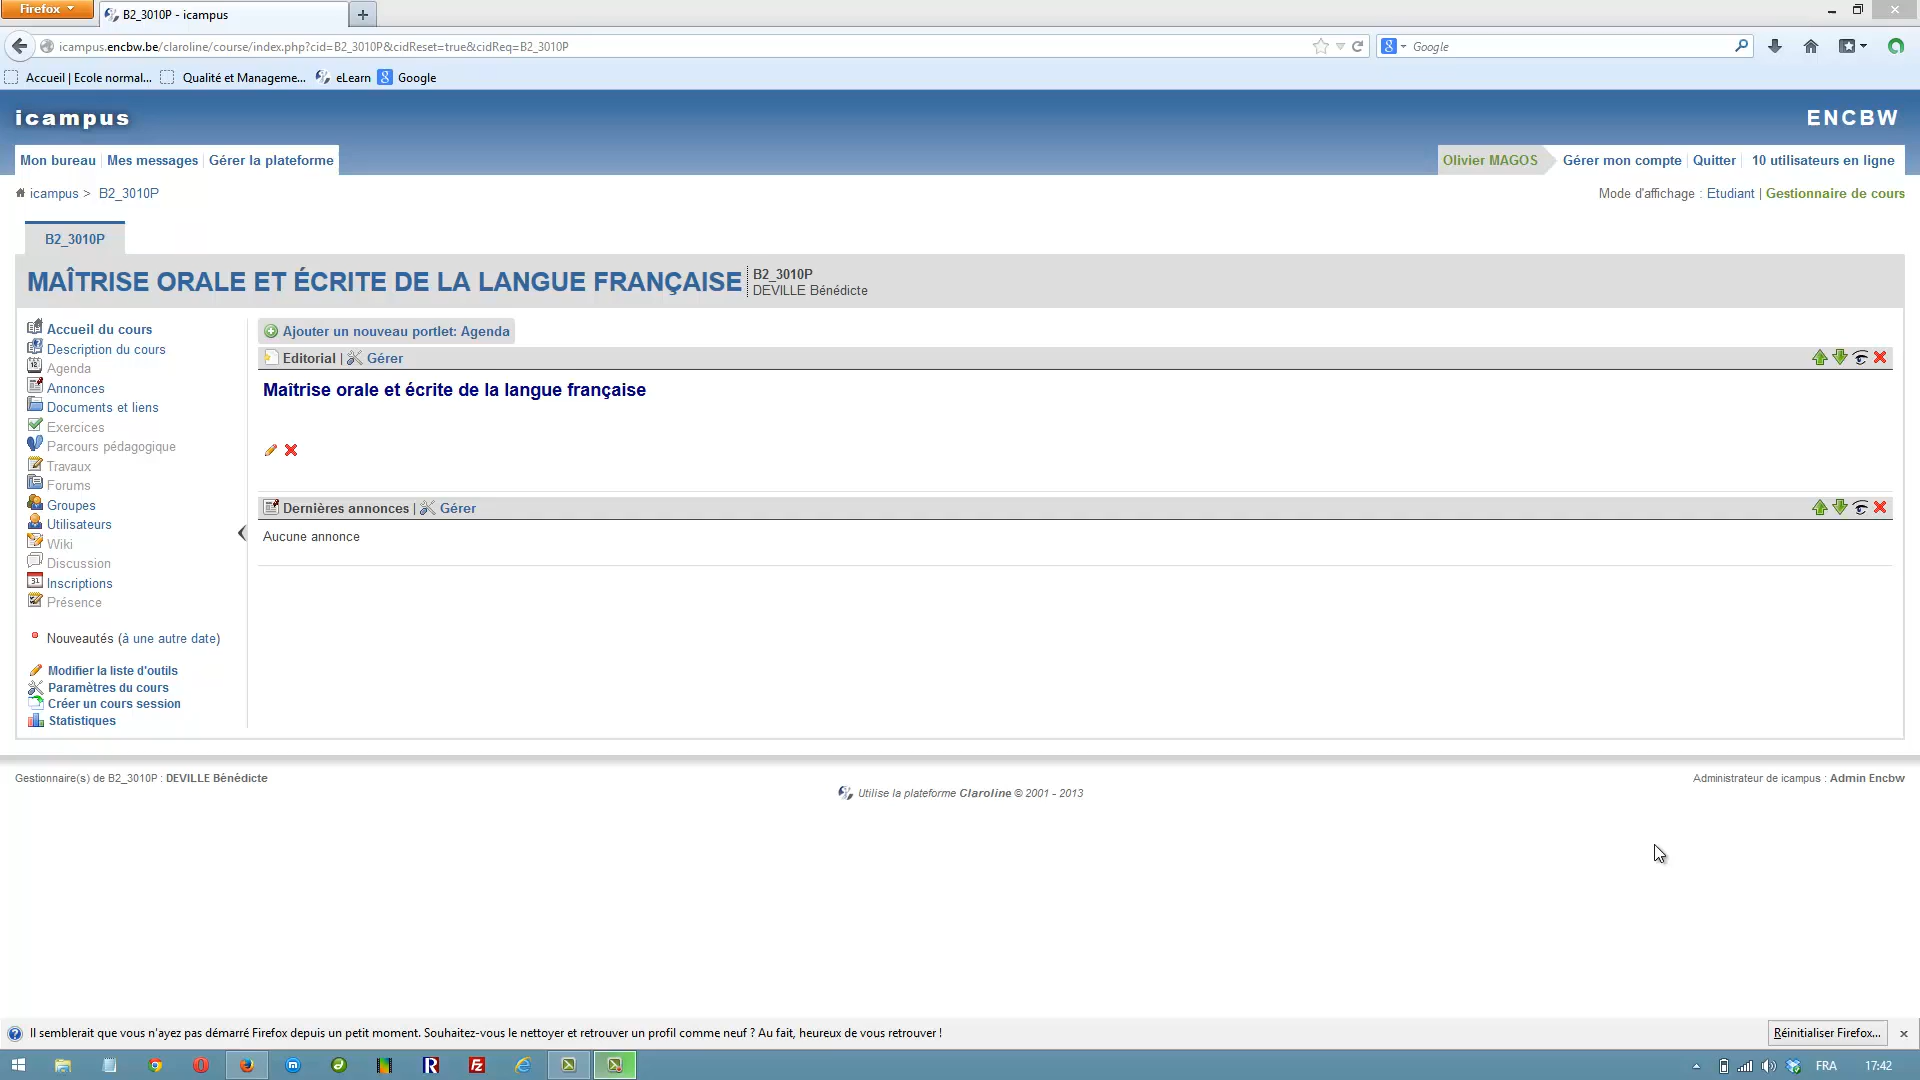 Firefox
B2_3010P - icampus
icampus.encbw.be/claroline/course/index.php?cid=B2_3010P&cidReset=true&cidReq=B2_3010P
Google
Accueil | Ecole normal... Qualité et Manageme... eLearn Google
icampus
ENCBW
Mon bureau Mes messages Gérer la plateforme
Olivier MAGOS Gérer mon compte Quitter 10 utilisateurs en ligne
icampus > B2_3010P
Mode d'affichage : Etudiant | Gestionnaire de cours
B2_3010P
MAÎTRISE ORALE ET ÉCRITE DE LA LANGUE FRANÇAISE
B2_3010P
DEVILLE Bénédicte
Accueil du cours
Description du cours
Agenda
Annonces
Documents et liens
Exercices
Parcours pédagogique
Travaux
Forums
Groupes
Utilisateurs
Wiki
Discussion
Inscriptions
Présence
Nouveautés (à une autre date)
Modifier la liste d'outils
Paramètres du cours
Créer un cours session
Statistiques
Ajouter un nouveau portlet: Agenda
Editorial | Gérer
Maîtrise orale et écrite de la langue française
Dernières annonces | Gérer
Aucune annonce
Gestionnaire(s) de B2_3010P : DEVILLE Bénédicte
Administrateur de icampus : Admin Encbw
Utilise la plateforme Claroline © 2001 - 2013
Il semblerait que vous n'ayez pas démarré Firefox depuis un petit moment. Souhaitez-vous le nettoyer et retrouver un profil comme neuf ? Au fait, heureux de vous retrouver !
Réinitialiser Firefox...
FRA 17:42